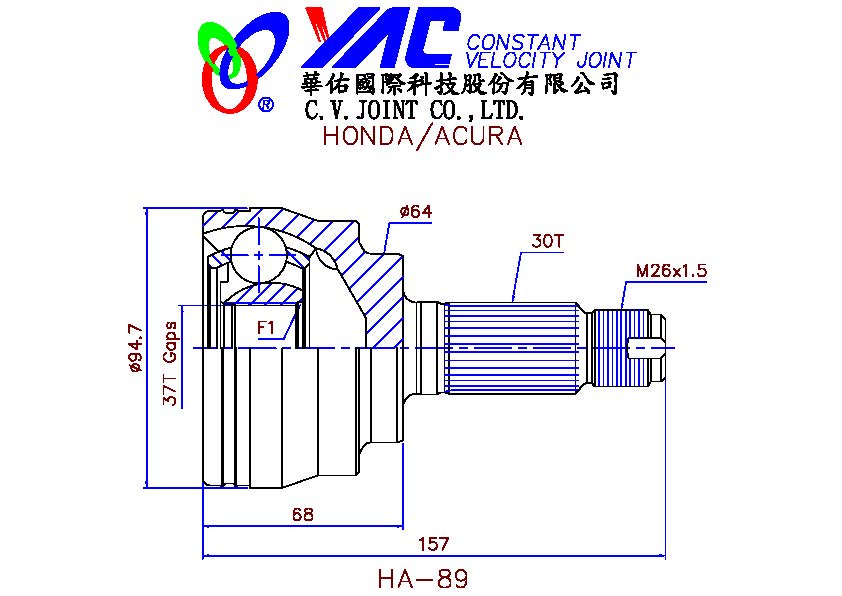 YAC CONSTANT
VELOCITY JOINT
®
華佑國際科技股份有限公司
C.V.JOINT CO.,LTD.
HONDA/ACURA
ø64
30T
M26x1.5
F1
ø94.7
37T Gaps
68
157
HA-89